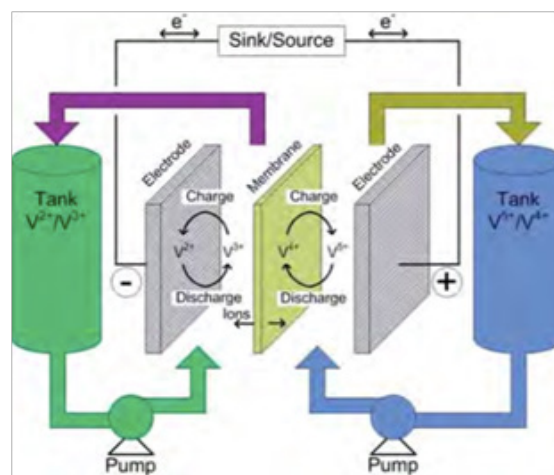 e⁻ e⁻
Sink/Source
Electrode
Membrane
Electrode
Tank
V²⁺/V³⁺
Charge
Charge
V²⁺ V³⁺ V⁴⁺ V⁵⁺
Discharge
Discharge
Ions
- +
Tank
V⁵⁺/V⁴⁺
Pump
Pump